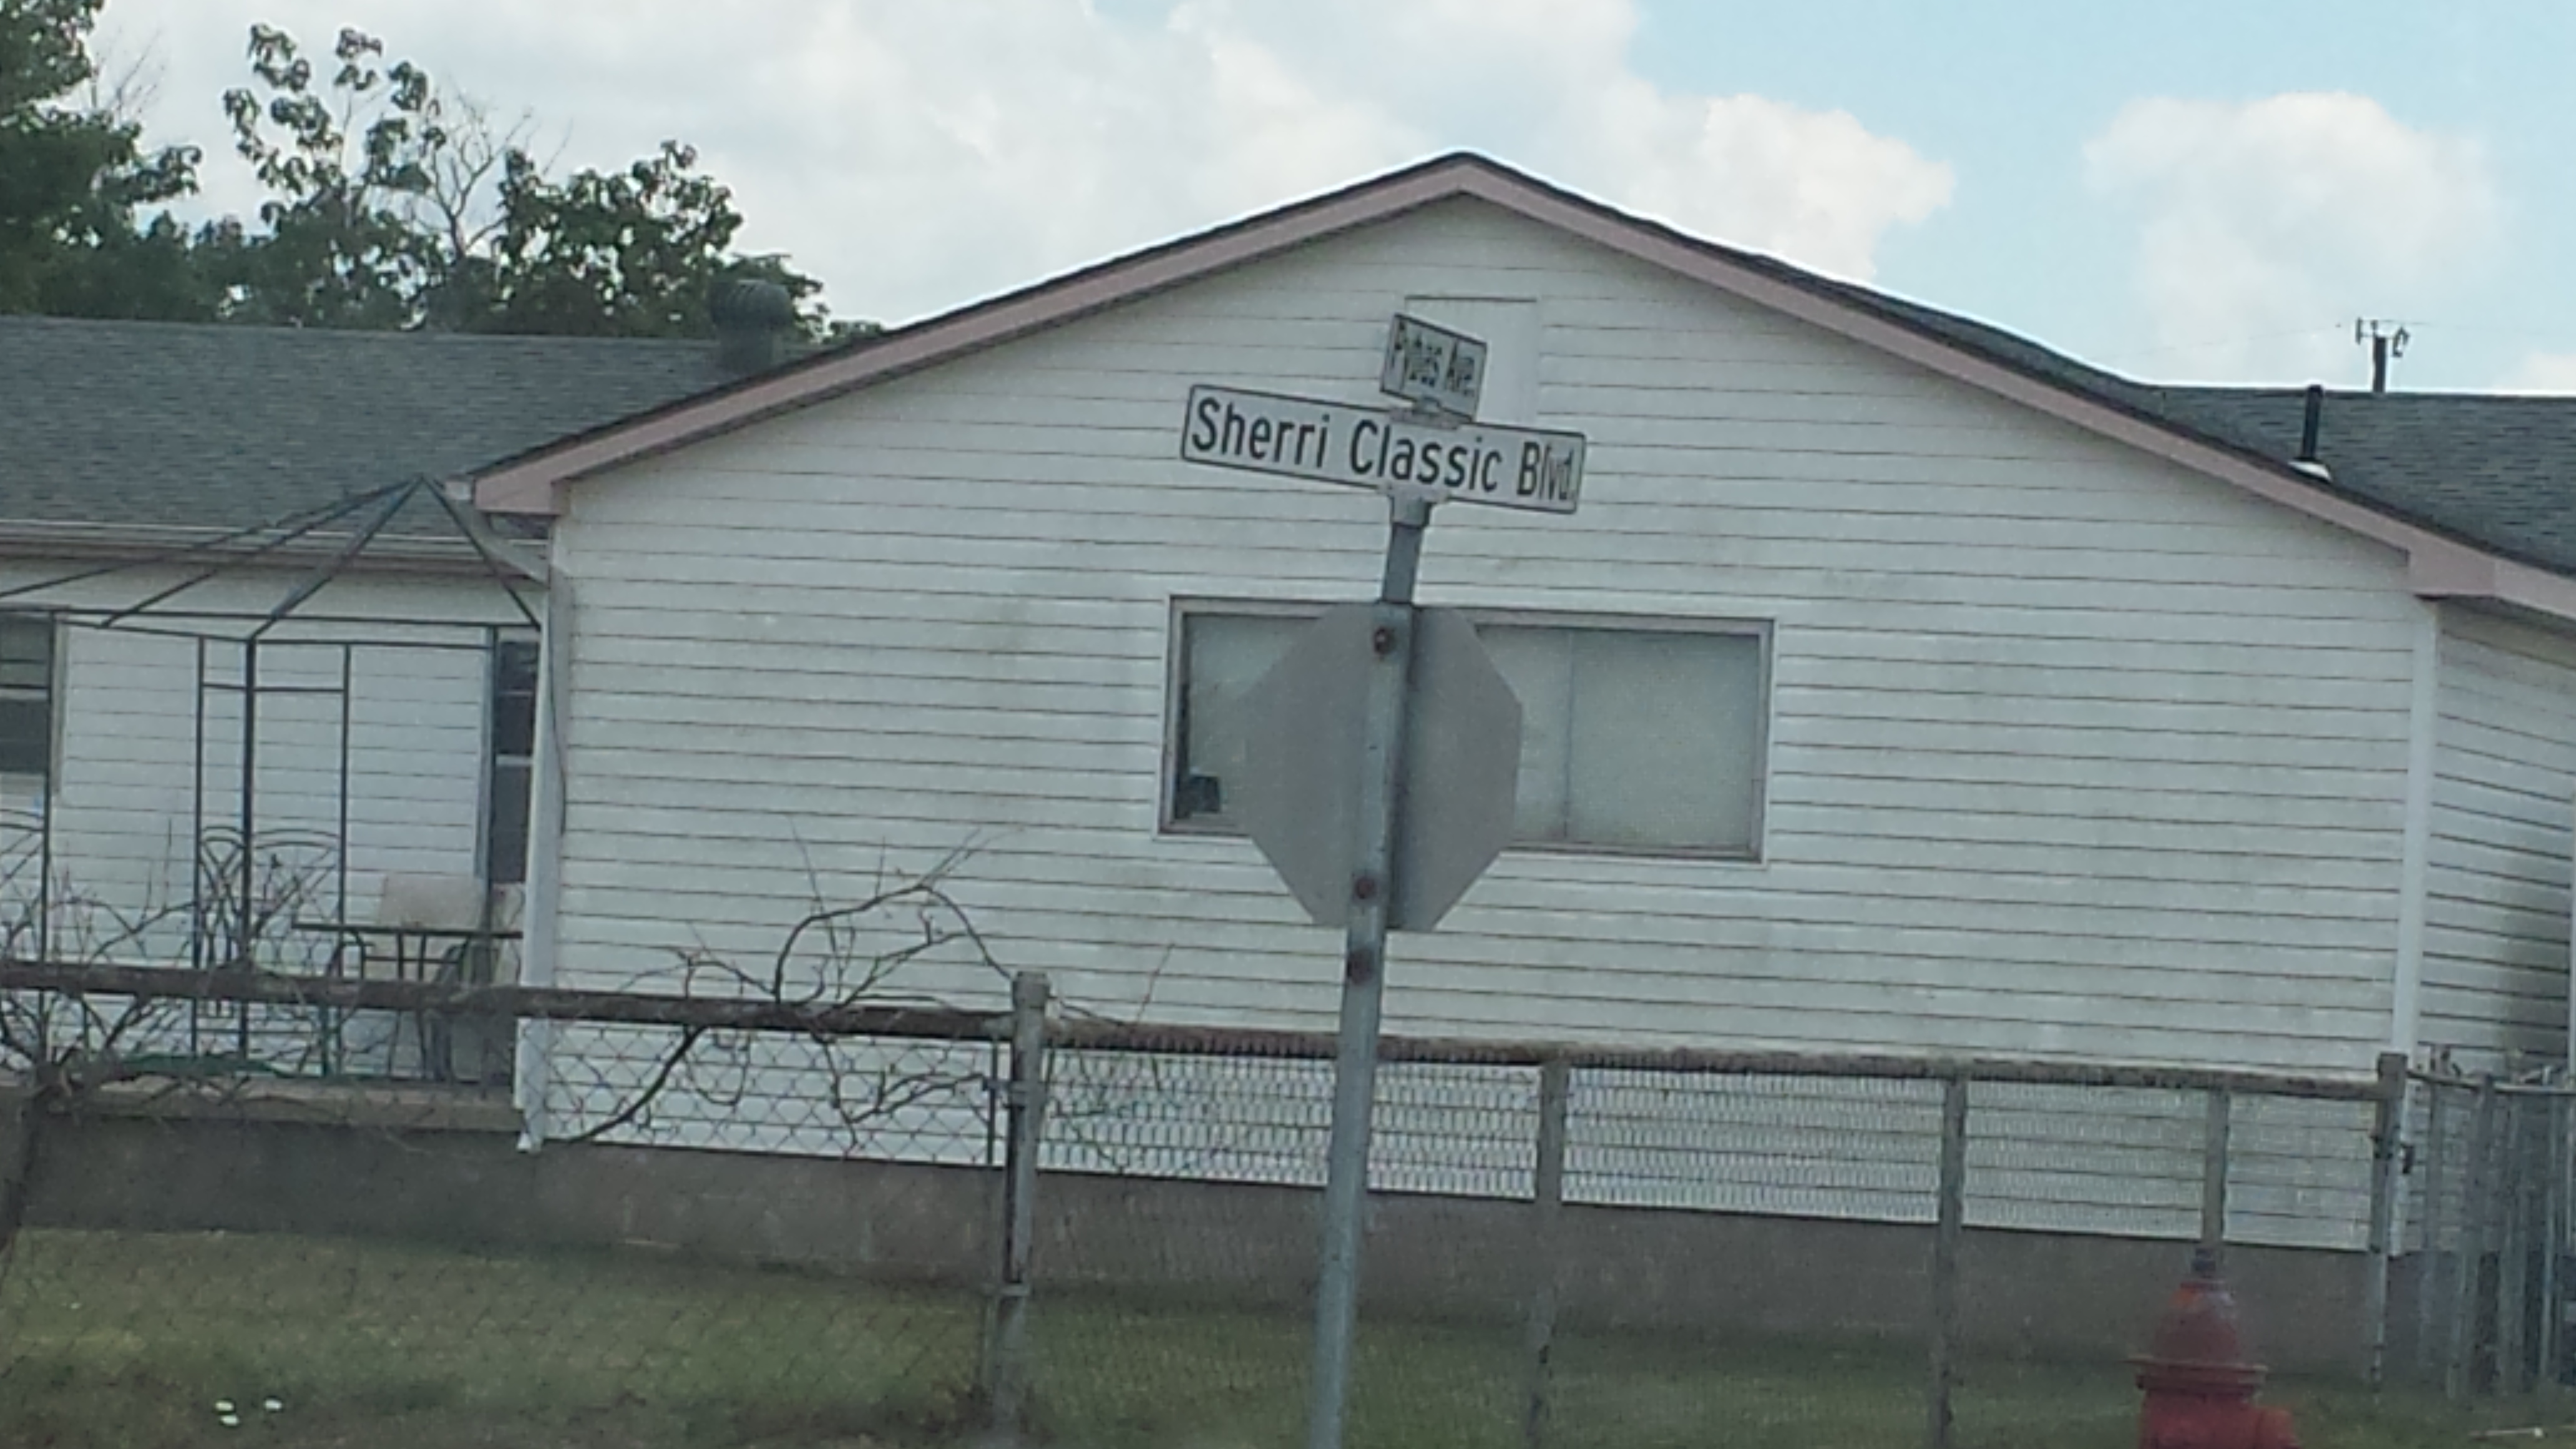 Pybas Ave.
Sherri Classic Blvd.